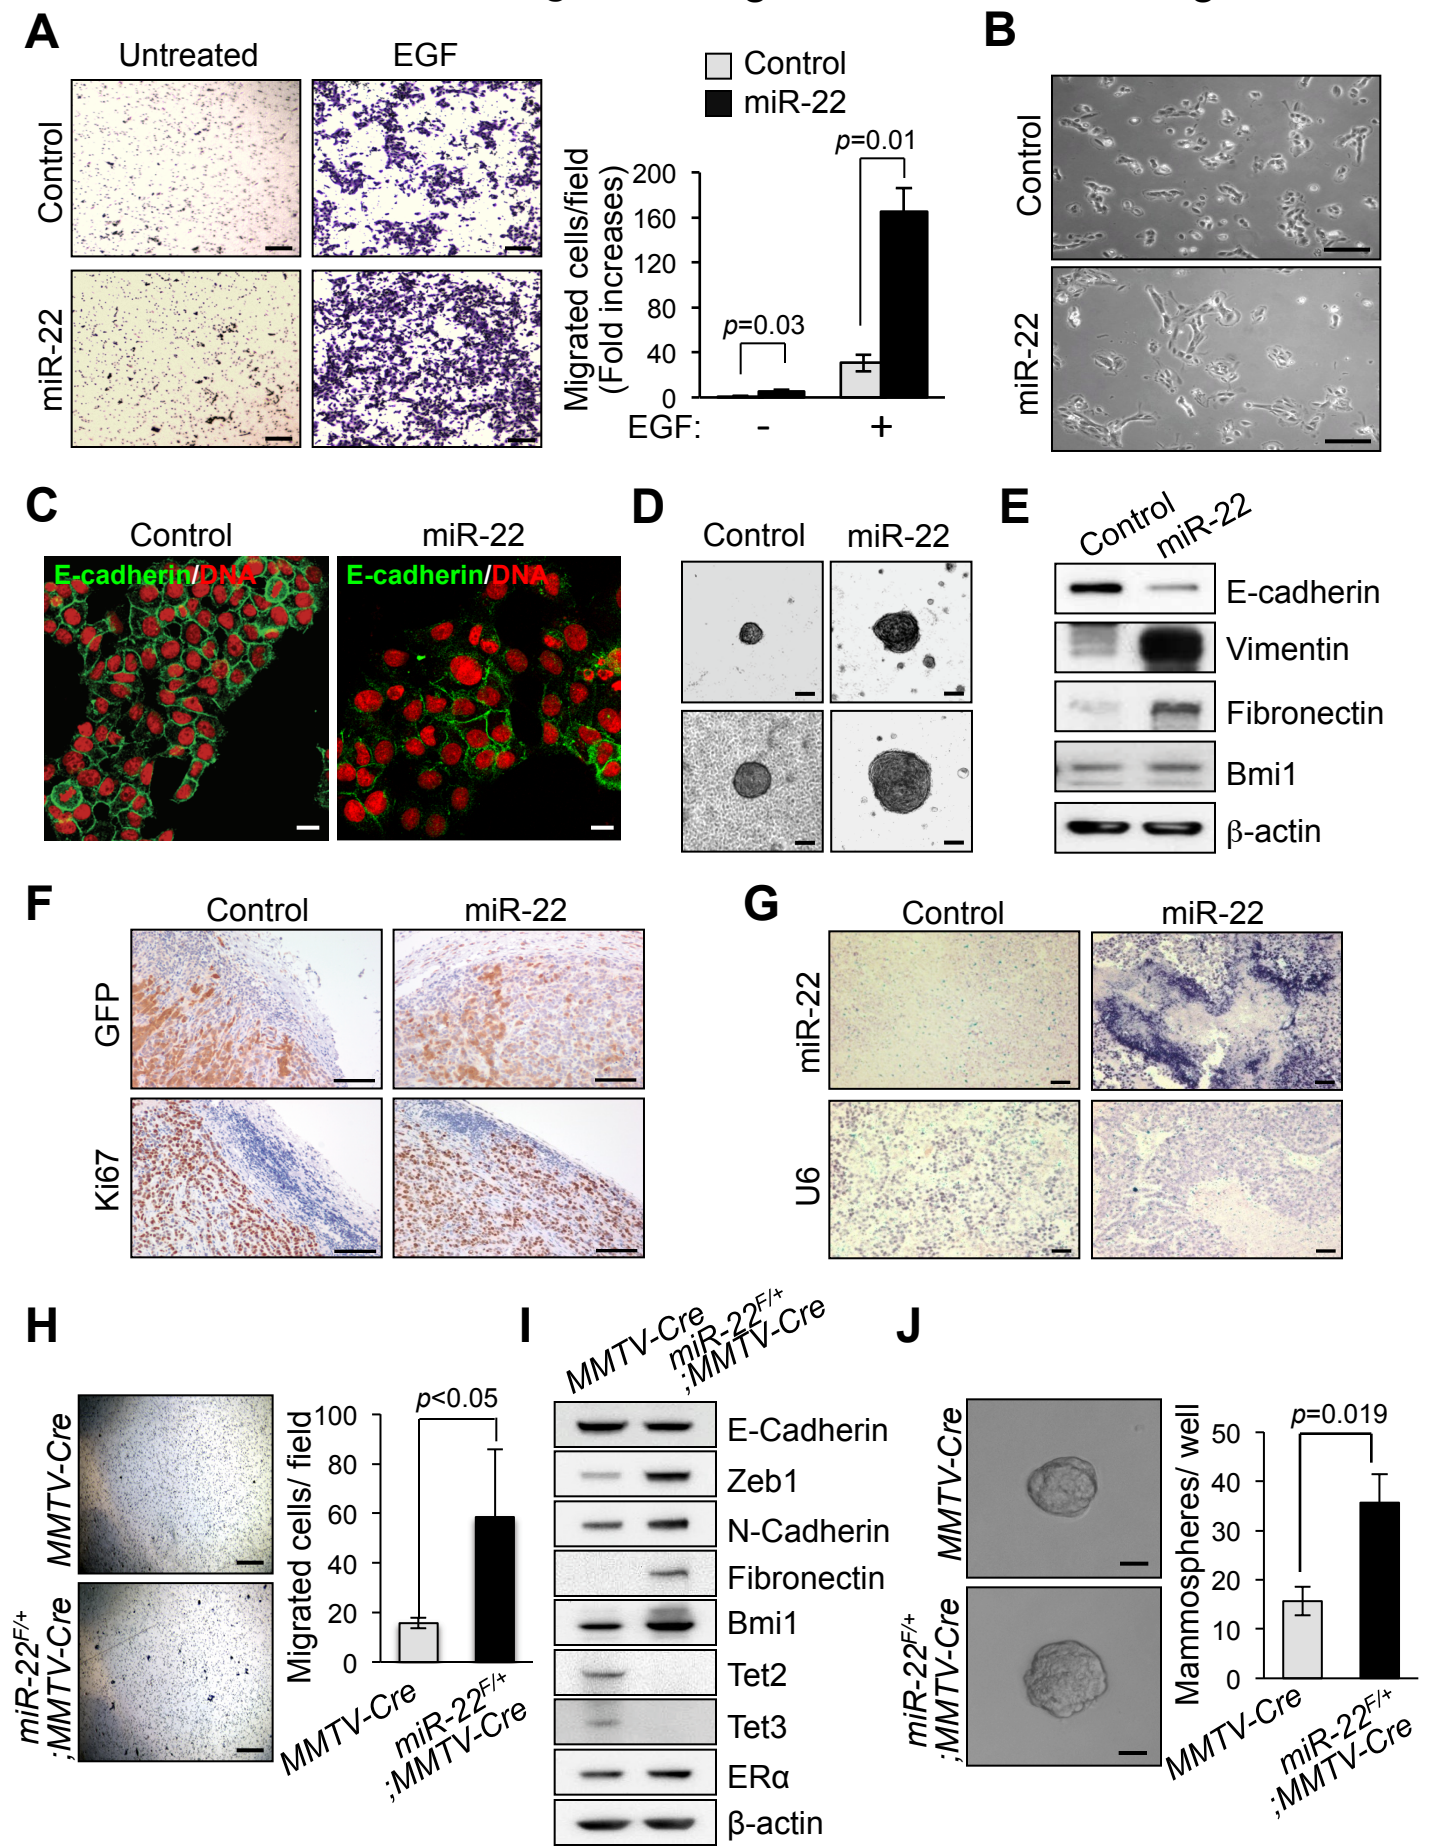 A
Untreated
EGF
Control
miR-22
Control
miR-22
Migrated cells/field
(Fold increases)
200
160
120
80
40
0
p=0.03
p=0.01
EGF:
-
+
B
Control
miR-22
C
Control
miR-22
E-cadherin/DNA
E-cadherin/DNA
D
Control
miR-22
E
Control
miR-22
E-cadherin
Vimentin
Fibronectin
Bmi1
β-actin
F
Control
miR-22
GFP
Ki67
G
Control
miR-22
miR-22
U6
H
MMTV-Cre
miR-22F/+
;MMTV-Cre
Migrated cells/ field
100
80
60
40
20
0
p<0.05
MMTV-Cre
miR-22F/+
;MMTV-Cre
I
MMTV-Cre
miR-22F/+
;MMTV-Cre
E-Cadherin
Zeb1
N-Cadherin
Fibronectin
Bmi1
Tet2
Tet3
ERα
β-actin
J
MMTV-Cre
miR-22F/+
;MMTV-Cre
Mammospheres/ well
50
40
30
20
10
0
p=0.019
MMTV-Cre
miR-22F/+
;MMTV-Cre